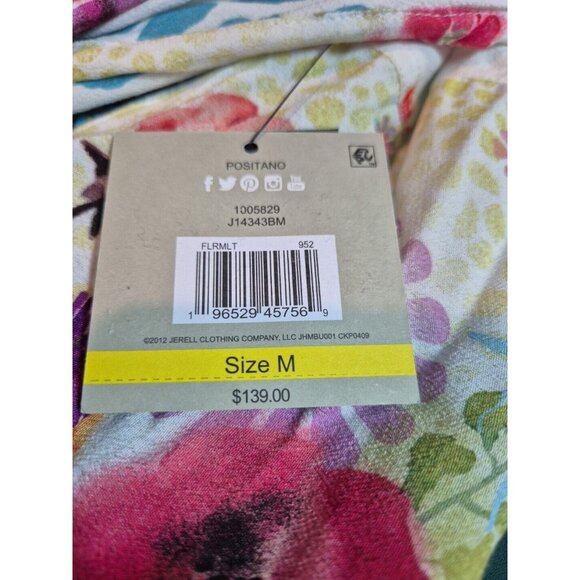 POSITANO
1005829
J14343BM
FLRMLT 952
1 96529 45756 9
©2012 JERELL CLOTHING COMPANY, LLC JHMBU001 CKP0409
Size M
$139.00